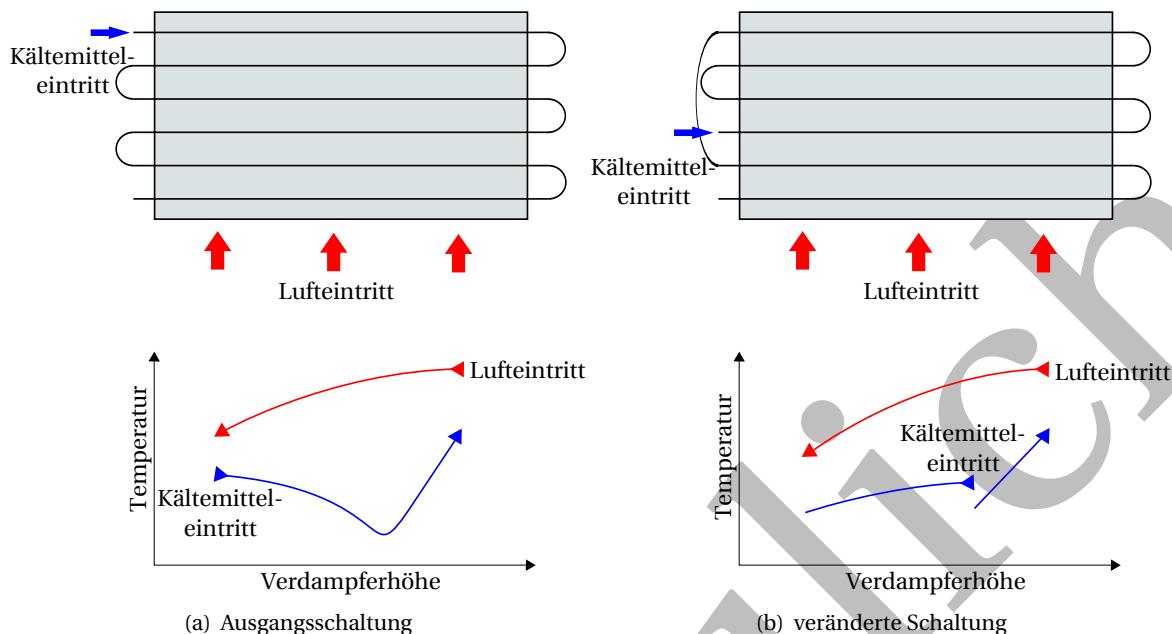 Kältemittel-
eintritt
Lufteintritt
Temperatur
Lufteintritt
Kältemittel-
eintritt
Verdampferhöhe
(a) Ausgangsschaltung
Kältemittel-
eintritt
Lufteintritt
Temperatur
Lufteintritt
Kältemittel-
eintritt
Verdampferhöhe
(b) veränderte Schaltung
lich